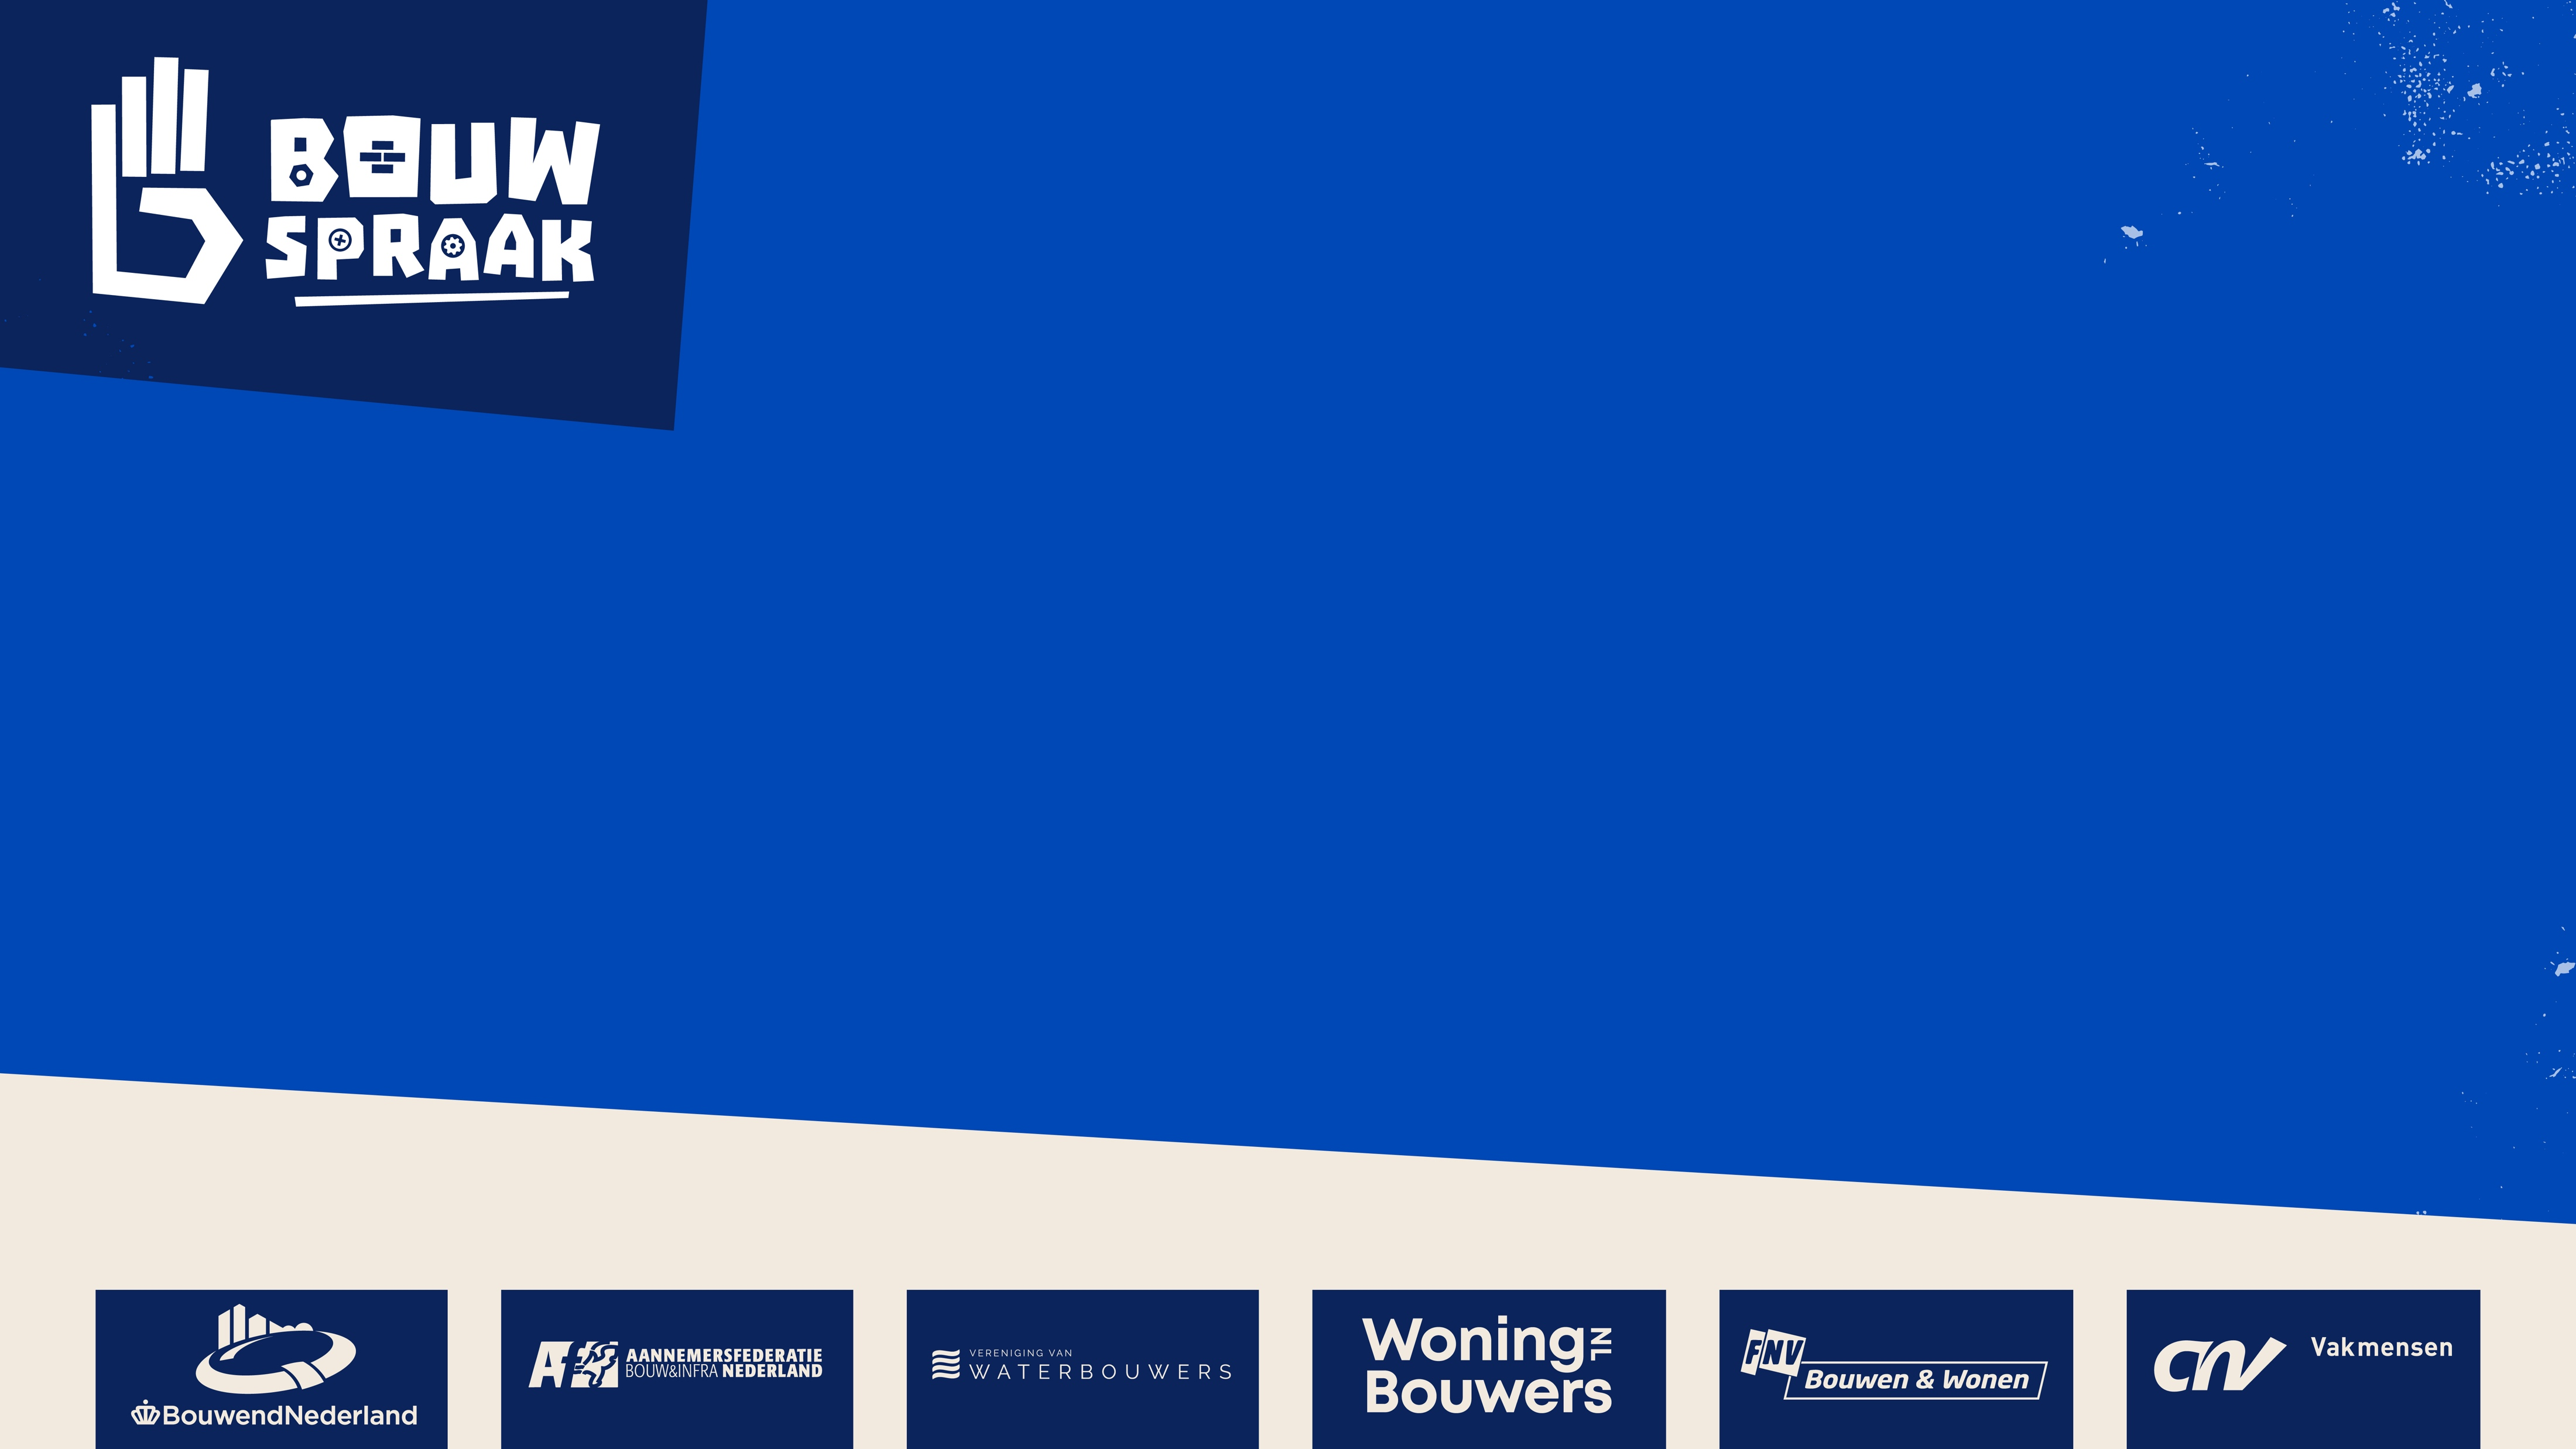 BOUW
SPRAAK
BouwendNederland
AANNEMERSFEDERATIE
BOUW&INFRA NEDERLAND
VERENIGING VAN
WATERBOUWERS
Woning NL
Bouwers
FNV
Bouwen & Wonen
CNV Vakmensen